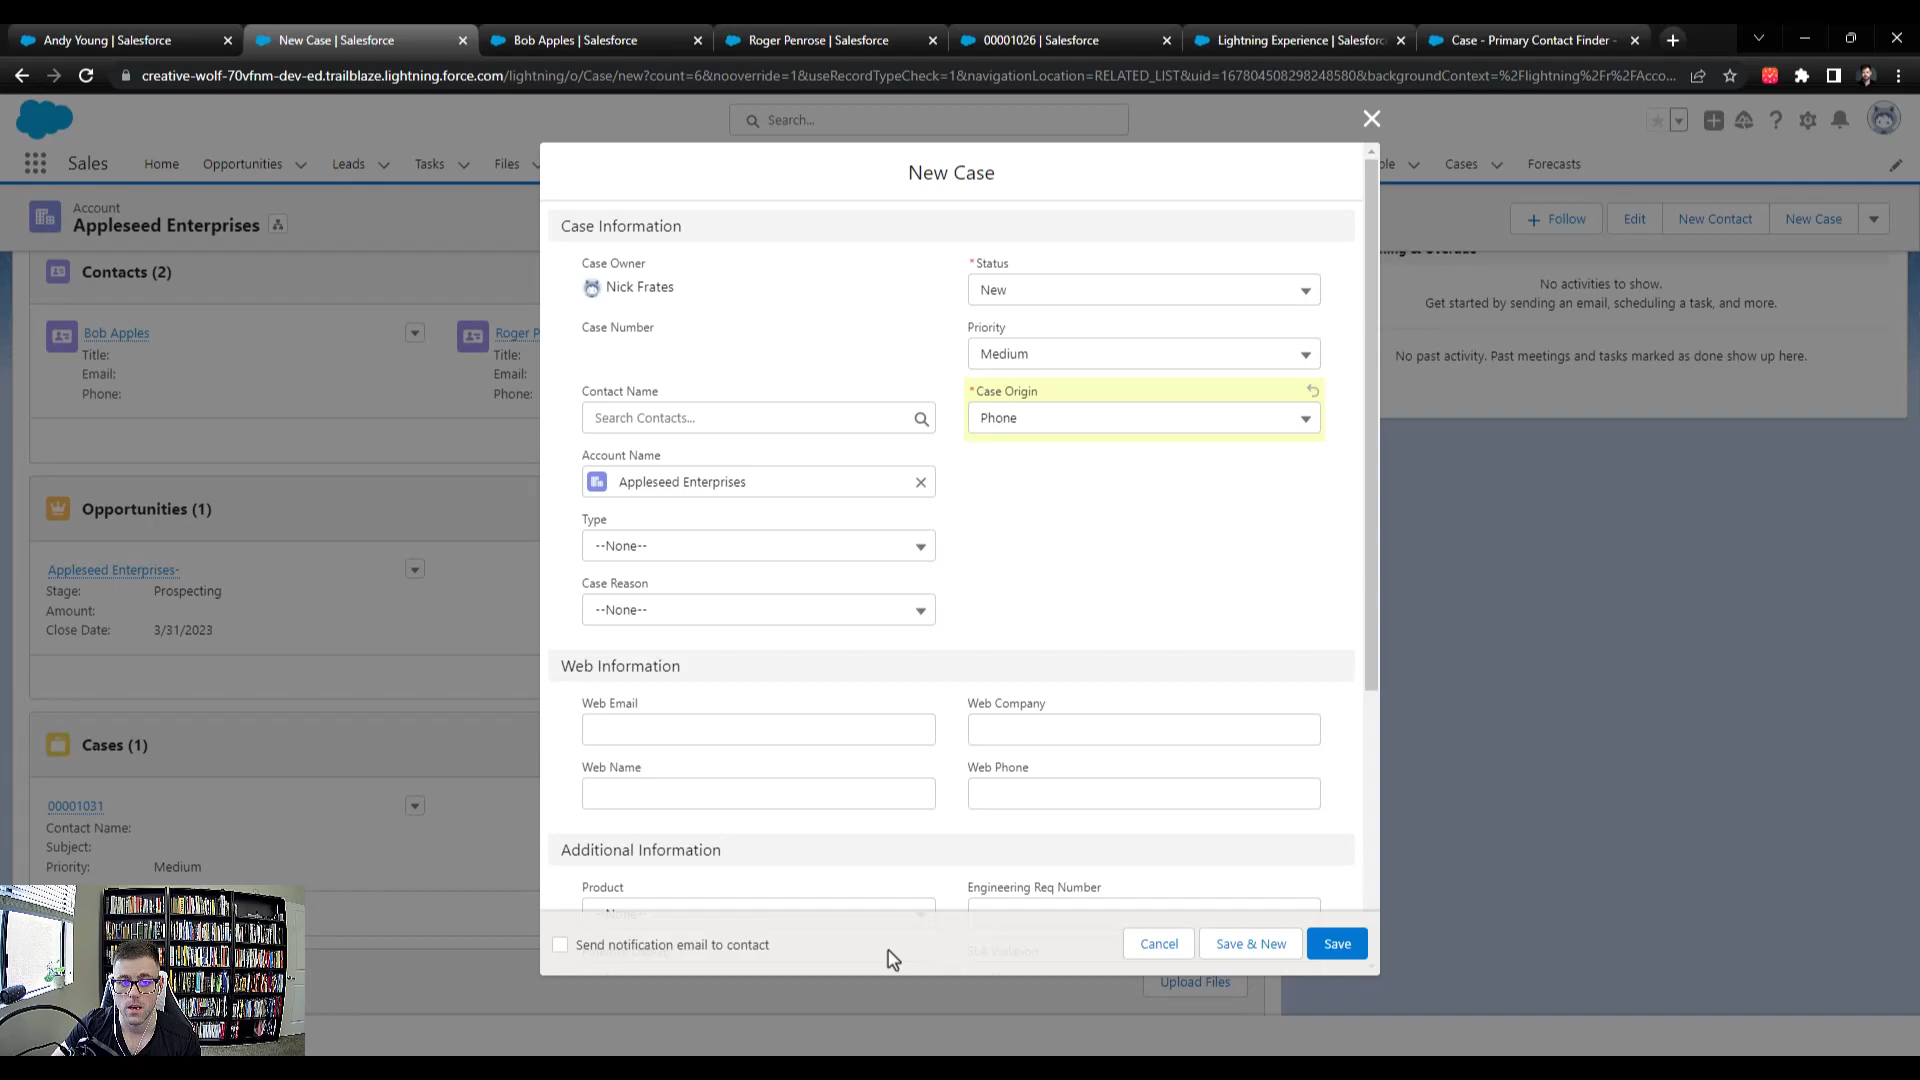 Andy Young | Salesforce
New Case | Salesforce
Bob Apples | Salesforce
Roger Penrose | Salesforce
00001026 | Salesforce
Lightning Experience | Salesforc
Case - Primary Contact Finder -
creative-wolf-70vfnm-dev-ed.trailblaze.lightning.force.com/lightning/o/Case/new?count=6&nooverride=1&useRecordTypeCheck=1&navigationLocation=RELATED_LIST&uid=167804508298248580&backgroundContext=%2Flightning%2Fr%2FAcco...
Search...
Sales
Home
Opportunities
Leads
Tasks
Files
Cases
Forecasts
Account
Appleseed Enterprises
Follow
Edit
New Contact
New Case
Contacts (2)
Bob Apples
Title:
Email:
Phone:
Roger P
Title:
Email:
Phone:
Opportunities (1)
Appleseed Enterprises-
Stage: Prospecting
Amount:
Close Date: 3/31/2023
Cases (1)
00001031
Contact Name:
Subject:
Priority: Medium
No activities to show.
Get started by sending an email, scheduling a task, and more.
No past activity. Past meetings and tasks marked as done show up here.
New Case
Case Information
Case Owner
Nick Frates
*Status
New
Case Number
Priority
Medium
Contact Name
Search Contacts...
*Case Origin
Phone
Account Name
Appleseed Enterprises
Type
--None--
Case Reason
--None--
Web Information
Web Email
Web Company
Web Name
Web Phone
Additional Information
Product
--None--
Engineering Req Number
SLA Violation
Send notification email to contact
Cancel
Save & New
Save
Upload Files